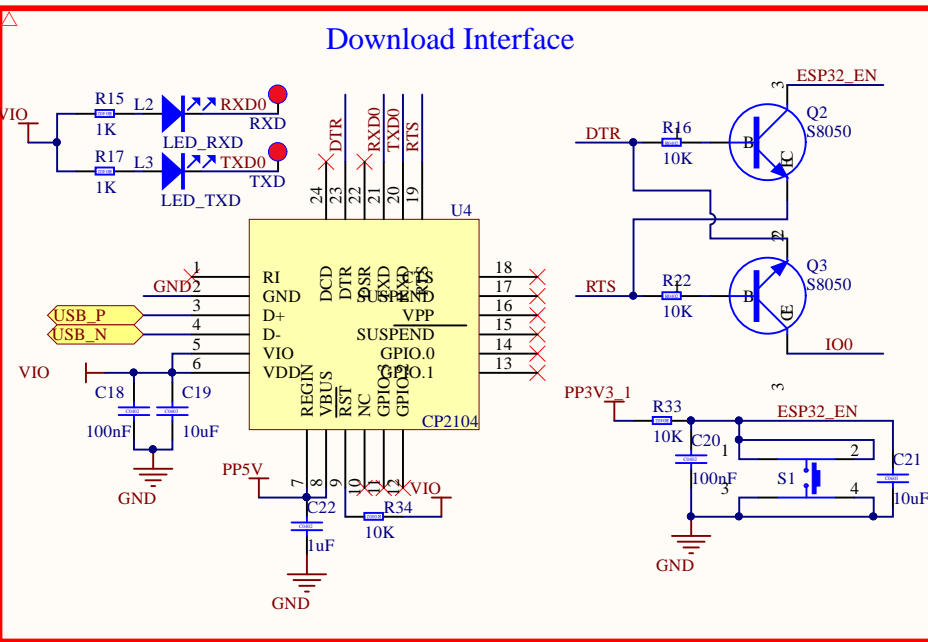 Download Interface
VIO
R15
1K
L2
RXD0
RXD
LED_RXD
R17
1K
L3
TXD0
TXD
LED_TXD
DTR
RXD0
TXD0
RTS
24
23
22
21
20
19
U4
DCD
DTR
DSR
TXD
RXD
RTS
1
RI
GND
2
GND
USB_P
3
D+
USB_N
4
D-
5
VIO
VIO
6
VDD
CTS
18
SUSPEND
17
VPP
16
SUSPEND
15
GPIO.0
14
GPIO.1
13
REGIN
VBUS
RST
NC
GPIO.3
GPIO.2
CP2104
C18
100nF
C19
10uF
GND
PP5V
7
8
9
10
11
12
VIO
C22
1uF
R34
10K
GND
ESP32_EN
3
Q2
S8050
DTR
R16
1
10K
B
C
E
2
2
Q3
S8050
RTS
R22
1
10K
B
C
E
IO0
3
PP3V3_1
R33
10K
ESP32_EN
C20
100nF
1
2
S1
3
4
C21
10uF
GND